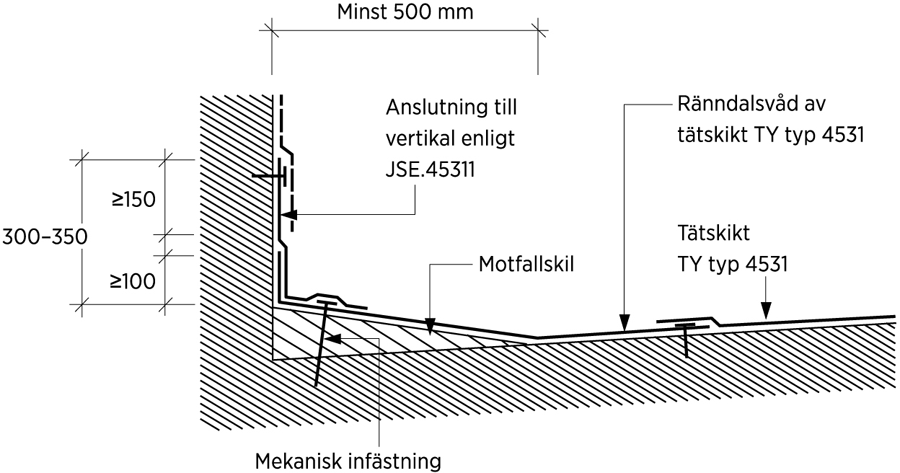 Minst 500 mm
Anslutning till
vertikal enligt
JSE.45311
Ränndalsvåd av
tätskikt TY typ 4531
≥150
300–350
≥100
Tätskikt
TY typ 4531
Motfallskil
Mekanisk infästning